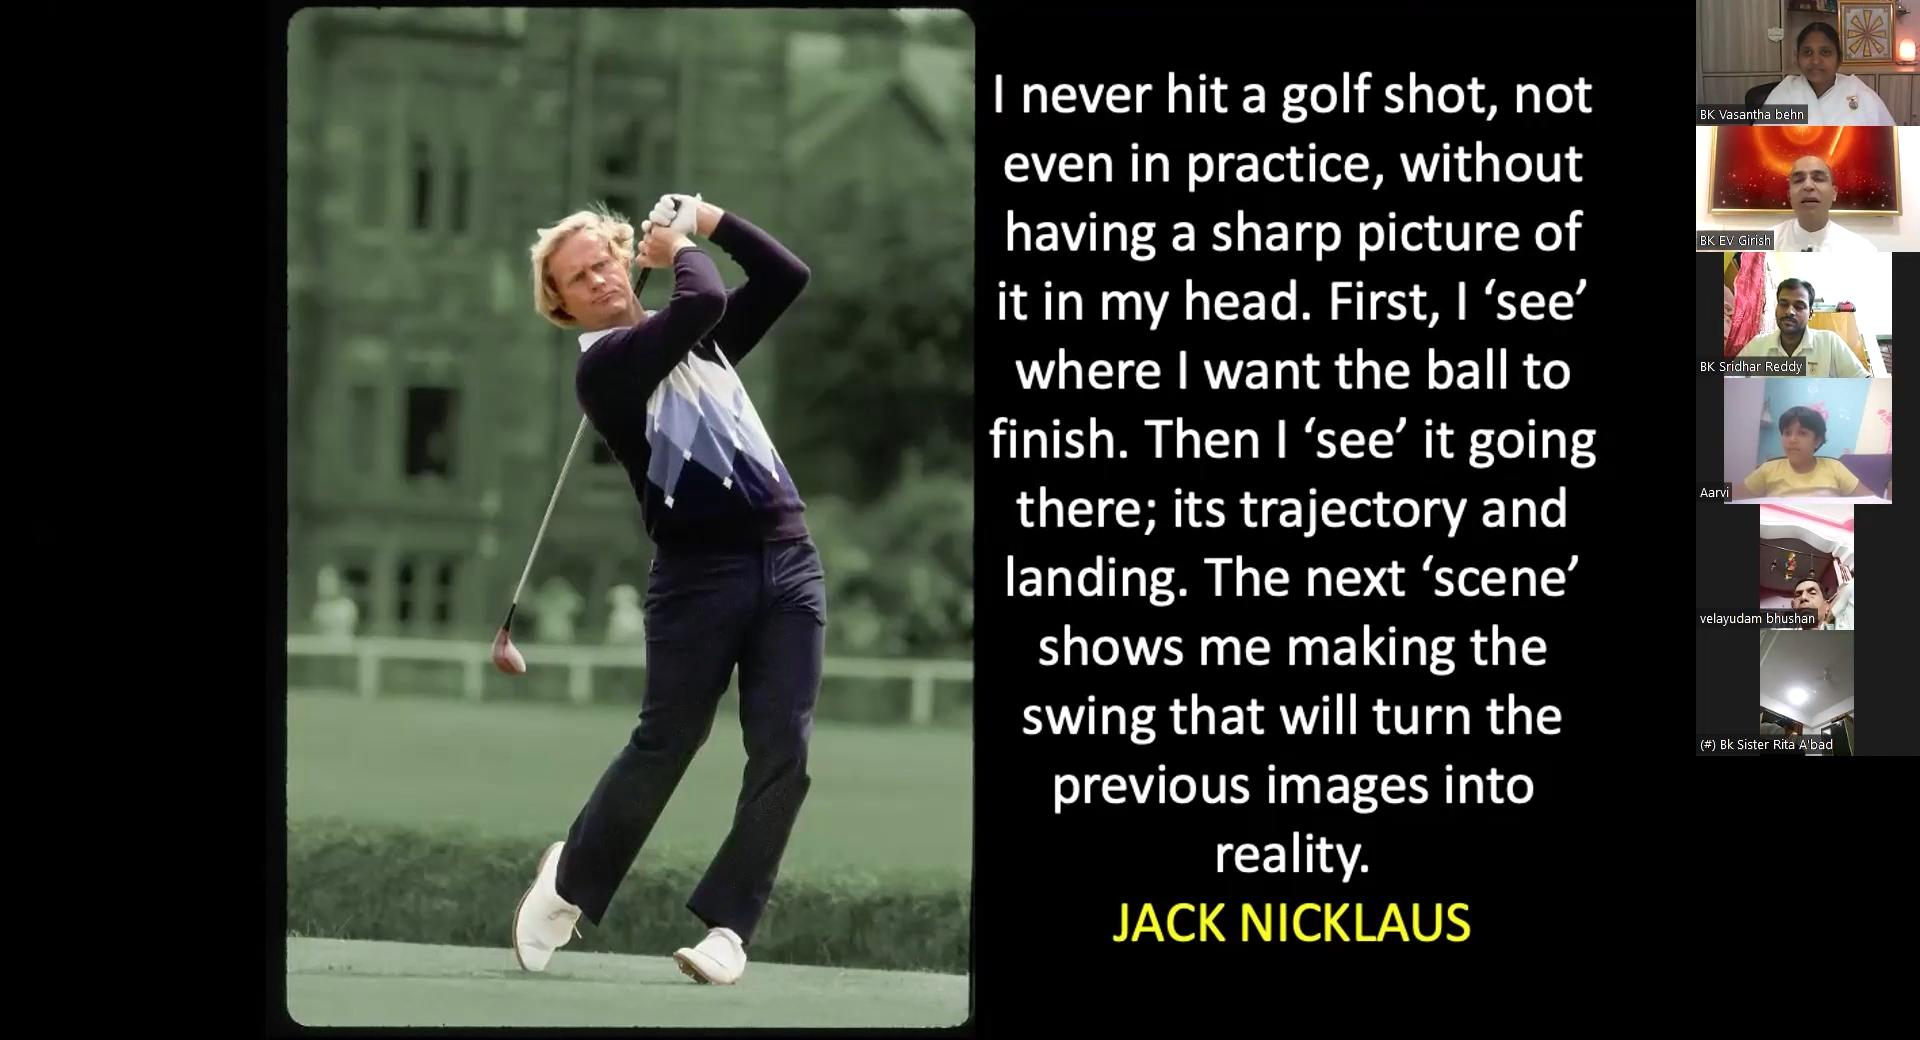 I never hit a golf shot, not
even in practice, without
having a sharp picture of
it in my head. First, I ‘see’
where I want the ball to
finish. Then I ‘see’ it going
there; its trajectory and
landing. The next ‘scene’
shows me making the
swing that will turn the
previous images into
reality.
JACK NICKLAUS
BK Vasantha behn
BK EV Girish
BK Sridhar Reddy
Aarvi
velayudam bhushan
(#) Bk Sister Rita A'bad